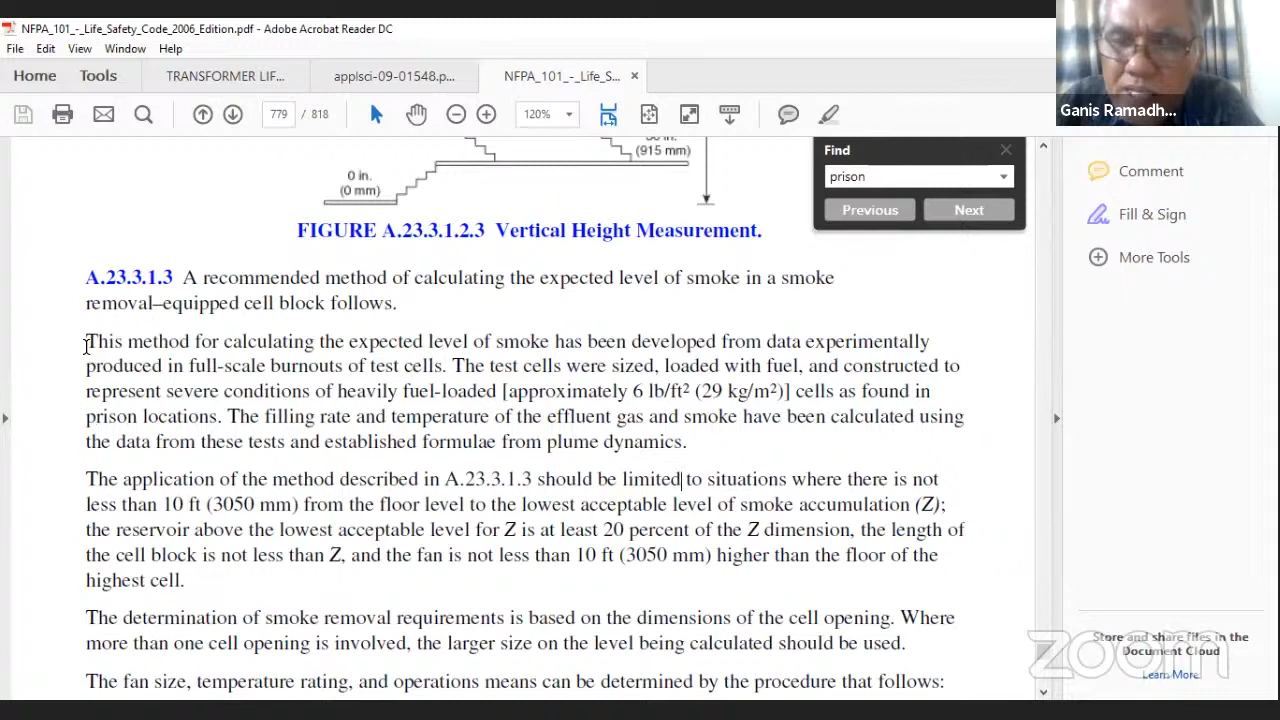 NFPA_101_-_Life_Safety_Code_2006_Edition.pdf - Adobe Acrobat Reader DC
File Edit View Window Help
Home Tools TRANSFORMER LIF... applsci-09-01548.p... NFPA_101_-_Life_S... ×
779 / 818 120%
Ganis Ramadh...
(915 mm)
0 in.
(0 mm)
FIGURE A.23.3.1.2.3 Vertical Height Measurement.
Find
prison
Previous Next
Comment
Fill & Sign
More Tools
A.23.3.1.3 A recommended method of calculating the expected level of smoke in a smoke
removal–equipped cell block follows.
This method for calculating the expected level of smoke has been developed from data experimentally
produced in full-scale burnouts of test cells. The test cells were sized, loaded with fuel, and constructed to
represent severe conditions of heavily fuel-loaded [approximately 6 lb/ft² (29 kg/m²)] cells as found in
prison locations. The filling rate and temperature of the effluent gas and smoke have been calculated using
the data from these tests and established formulae from plume dynamics.
The application of the method described in A.23.3.1.3 should be limited to situations where there is not
less than 10 ft (3050 mm) from the floor level to the lowest acceptable level of smoke accumulation (Z);
the reservoir above the lowest acceptable level for Z is at least 20 percent of the Z dimension, the length of
the cell block is not less than Z, and the fan is not less than 10 ft (3050 mm) higher than the floor of the
highest cell.
The determination of smoke removal requirements is based on the dimensions of the cell opening. Where
more than one cell opening is involved, the larger size on the level being calculated should be used.
The fan size, temperature rating, and operations means can be determined by the procedure that follows:
Store and share files in the
Document Cloud
Learn More
zoom